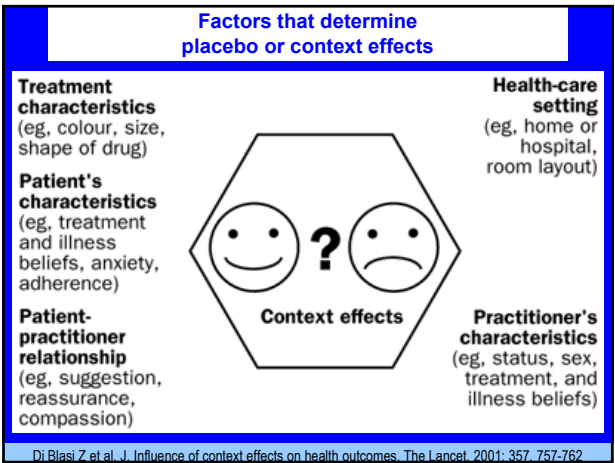 Factors that determine
placebo or context effects
Treatment
characteristics
(eg, colour, size,
shape of drug)
Patient's
characteristics
(eg, treatment
and illness
beliefs, anxiety,
adherence)
Patient-
practitioner
relationship
(eg, suggestion,
reassurance,
compassion)
?
Context effects
Health-care
setting
(eg, home or
hospital,
room layout)
Practitioner's
characteristics
(eg, status, sex,
treatment, and
illness beliefs)
Di Blasi Z et al. J. Influence of context effects on health outcomes. The Lancet. 2001; 357, 757-762